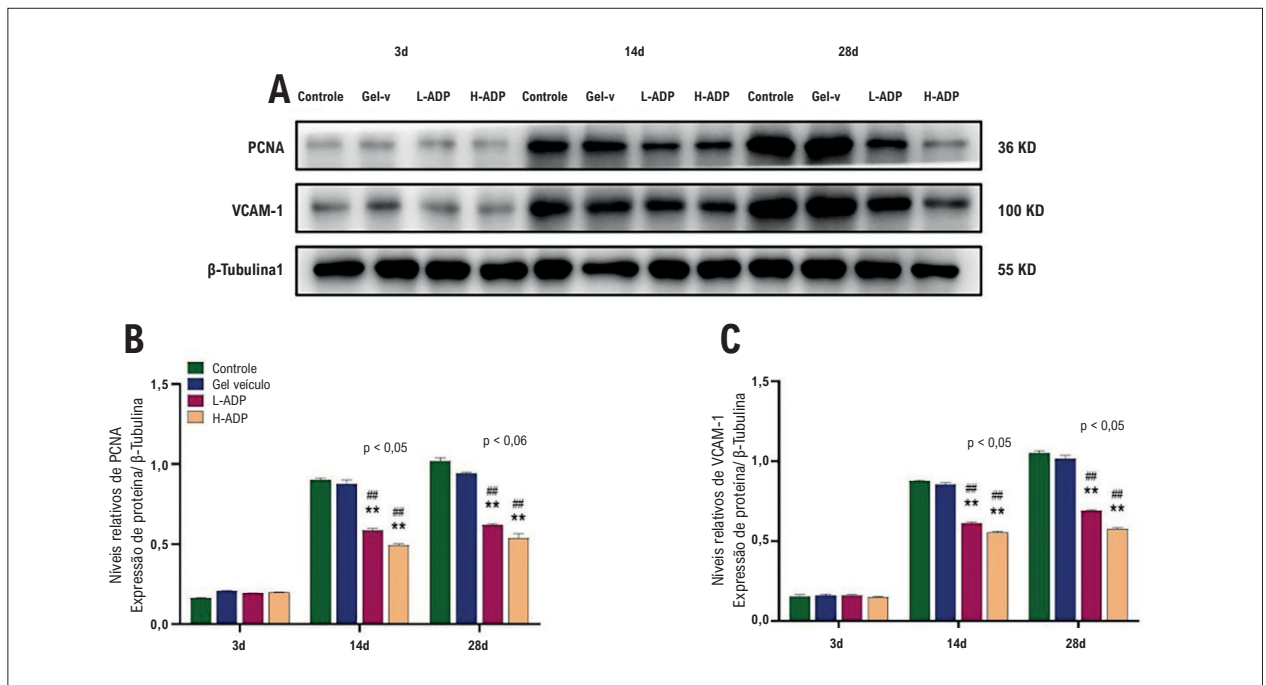 3d 14d 28d
A
Controle Gel-v L-ADP H-ADP Controle Gel-v L-ADP H-ADP Controle Gel-v L-ADP H-ADP
PCNA 36 KD
VCAM-1 100 KD
β-Tubulina1 55 KD
B
Controle
Gel veículo
L-ADP
H-ADP
Níveis relativos de PCNA
Expressão de proteína/ β-Tubulina
1,5
1,0
0,5
0,0
p < 0,05
p < 0,06
##
**
##
**
##
**
##
**
3d 14d 28d
C
Níveis relativos de VCAM-1
Expressão de proteína/ β-Tubulina
1,5
1,0
0,5
0,0
p < 0,05
p < 0,05
##
**
##
**
##
**
##
**
3d 14d 28d